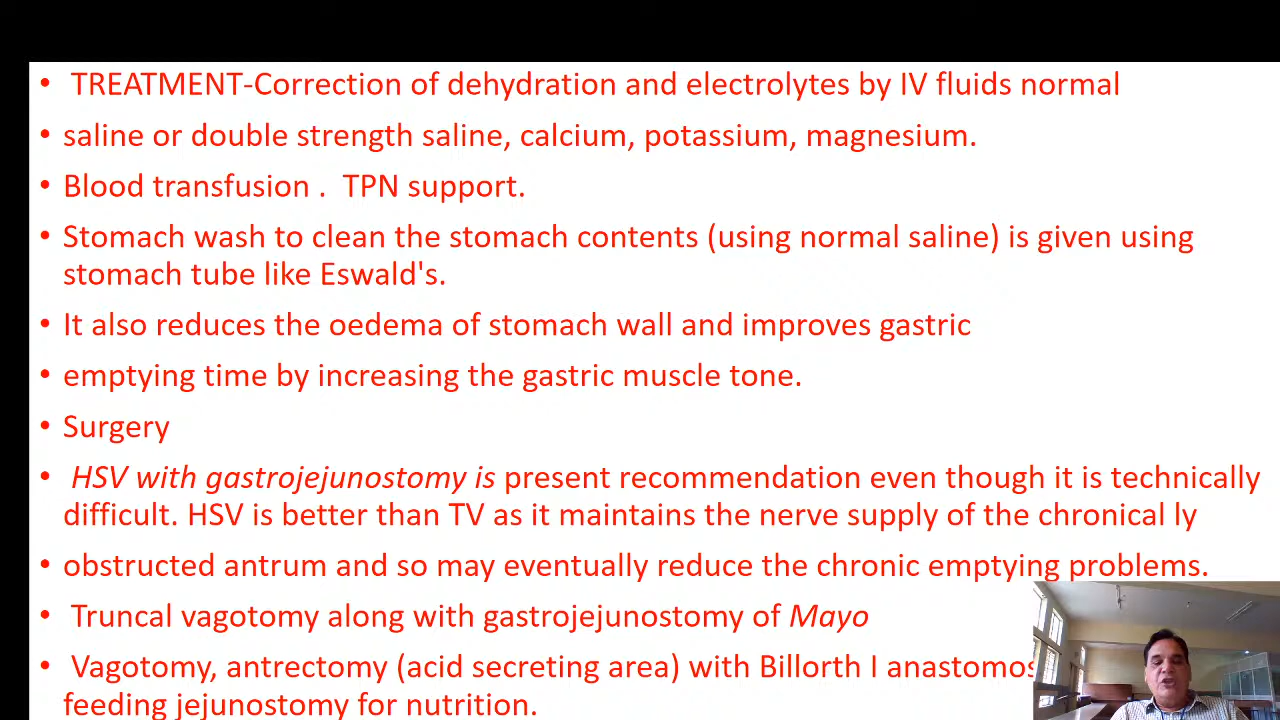 • TREATMENT-Correction of dehydration and electrolytes by IV fluids normal
• saline or double strength saline, calcium, potassium, magnesium.
• Blood transfusion . TPN support.
• Stomach wash to clean the stomach contents (using normal saline) is given using
stomach tube like Eswald's.
• It also reduces the oedema of stomach wall and improves gastric
• emptying time by increasing the gastric muscle tone.
• Surgery
• HSV with gastrojejunostomy is present recommendation even though it is technically
difficult. HSV is better than TV as it maintains the nerve supply of the chronical ly
• obstructed antrum and so may eventually reduce the chronic emptying problems.
• Truncal vagotomy along with gastrojejunostomy of Mayo
• Vagotomy, antrectomy (acid secreting area) with Billorth I
feeding jejunostomy for nutrition.